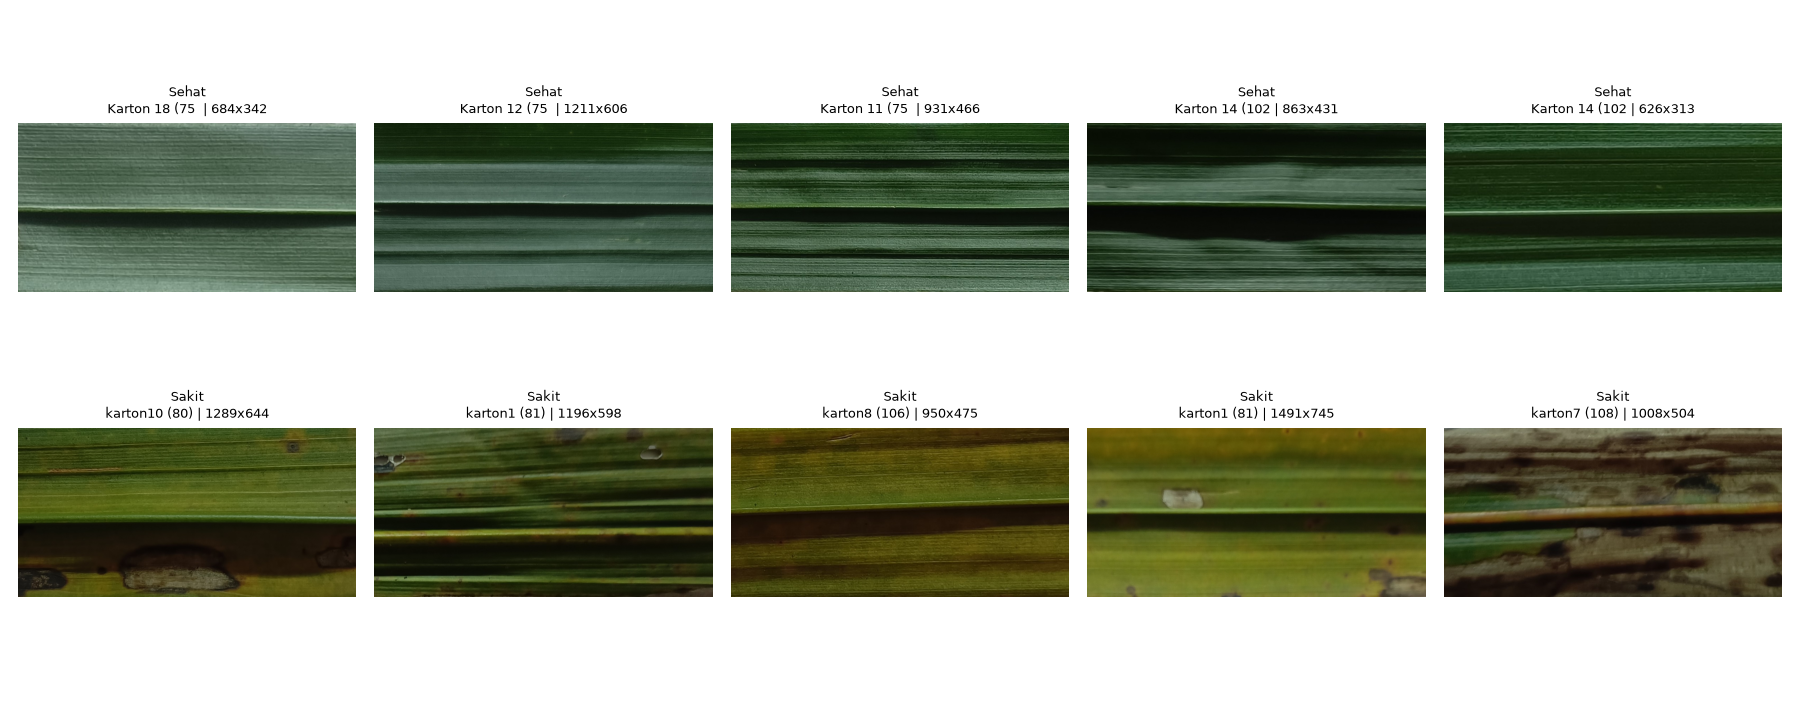 Sehat
Karton 18 (75  | 684x342
Sehat
Karton 12 (75  | 1211x606
Sehat
Karton 11 (75  | 931x466
Sehat
Karton 14 (102 | 863x431
Sehat
Karton 14 (102 | 626x313
Sakit
karton10 (80) | 1289x644
Sakit
karton1 (81) | 1196x598
Sakit
karton8 (106) | 950x475
Sakit
karton1 (81) | 1491x745
Sakit
karton7 (108) | 1008x504